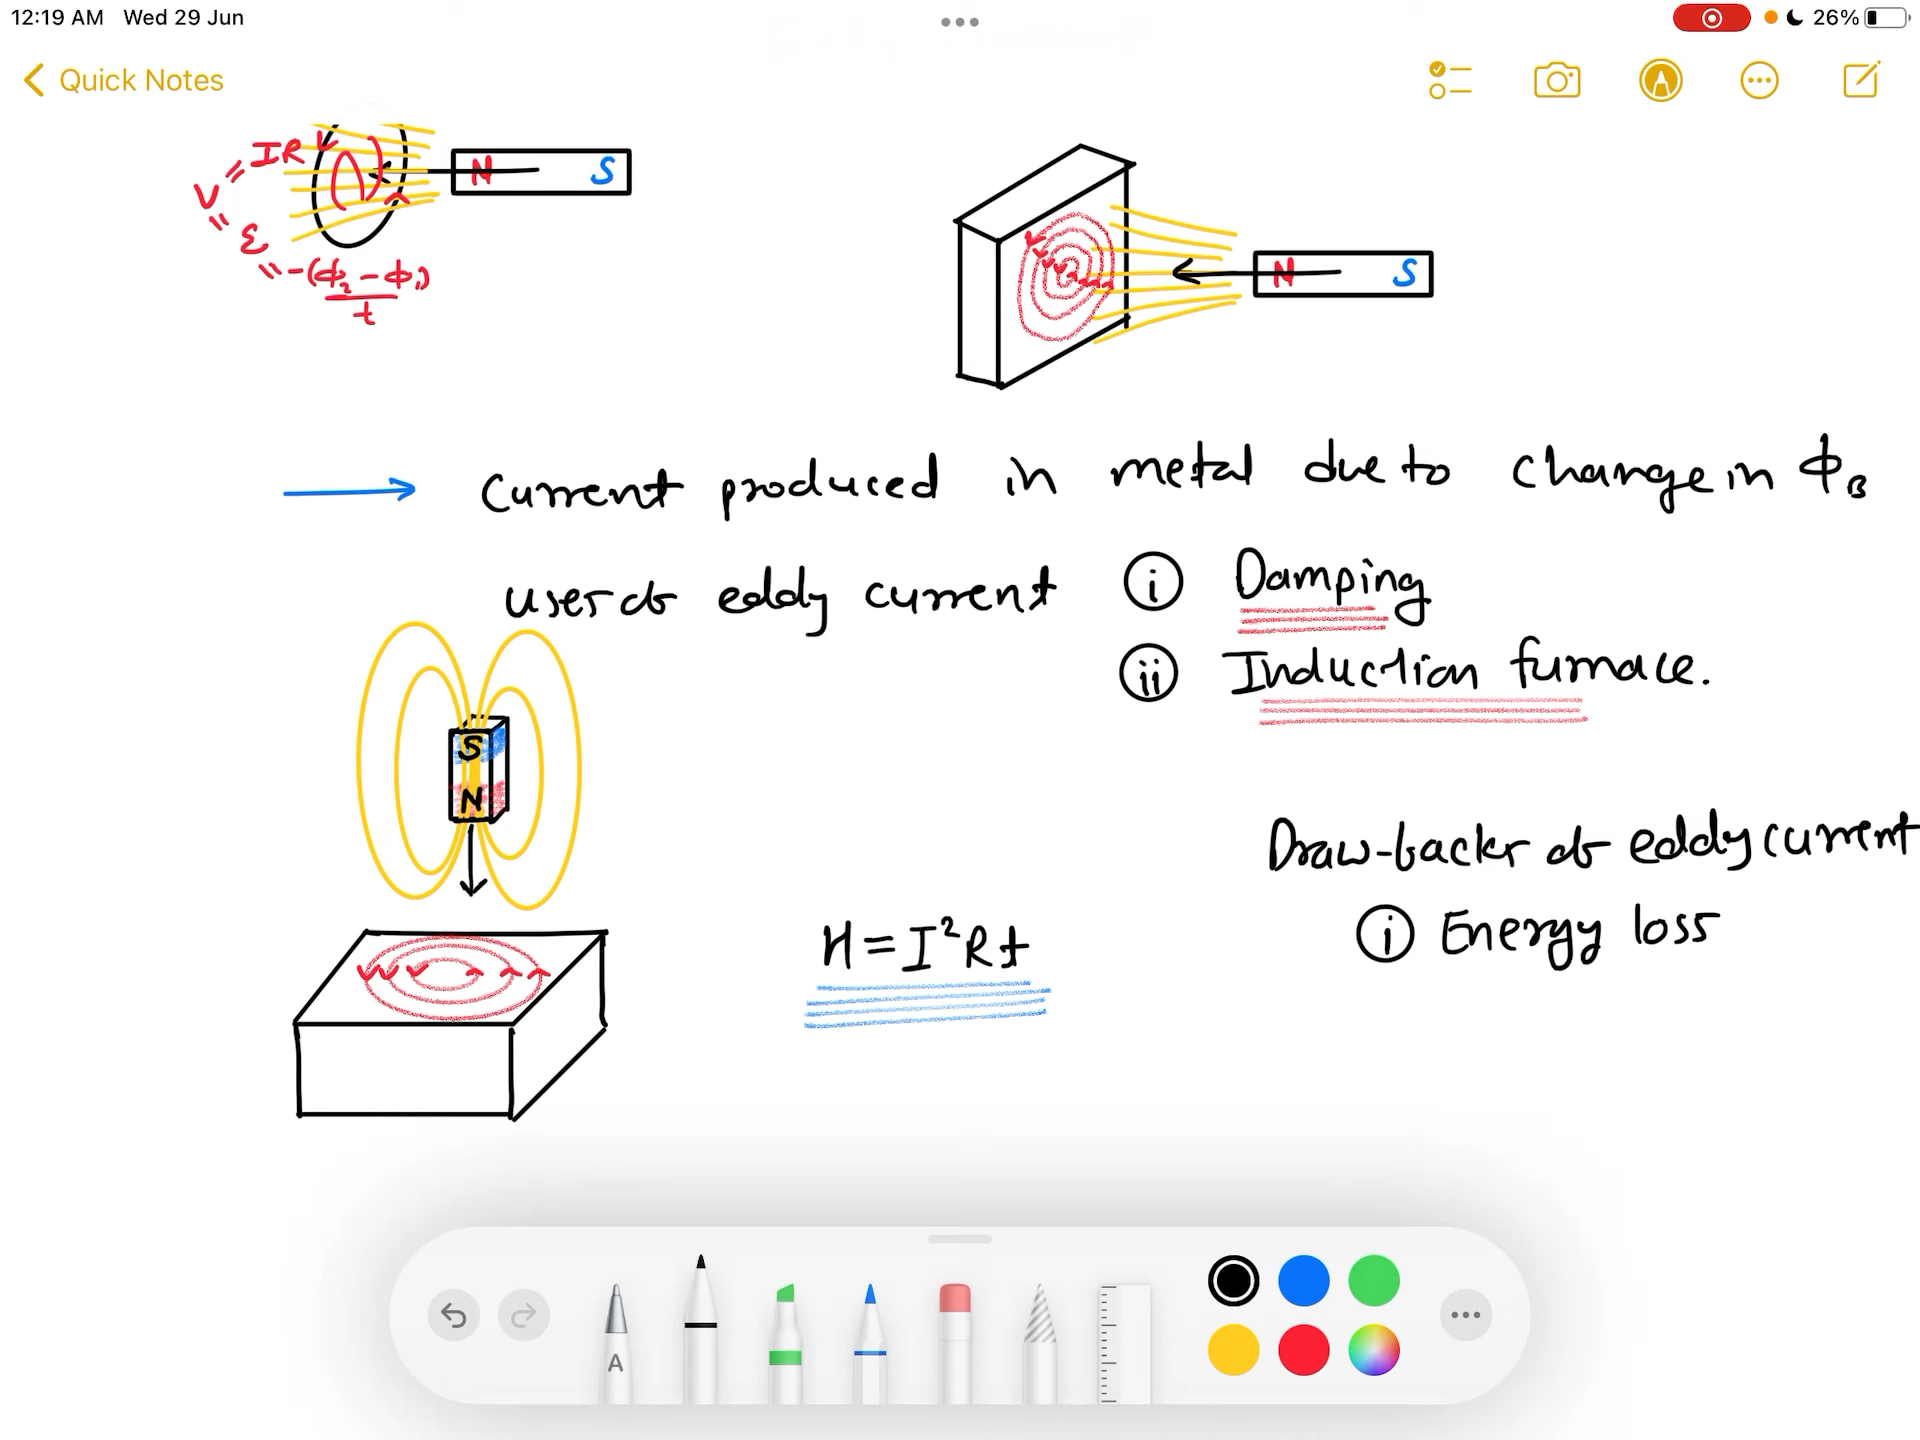 12:19 AM Wed 29 Jun
26%
Quick Notes
V = IR
N S
= ε
= -(Φ₂ - Φ₁)
t
N S
Current produced in metal due to change in Φ_B
uses of eddy current (i) Damping
(ii) Induction furnace.
S
N
Draw-backs of eddy current
H = I²Rt
(i) Energy loss
A